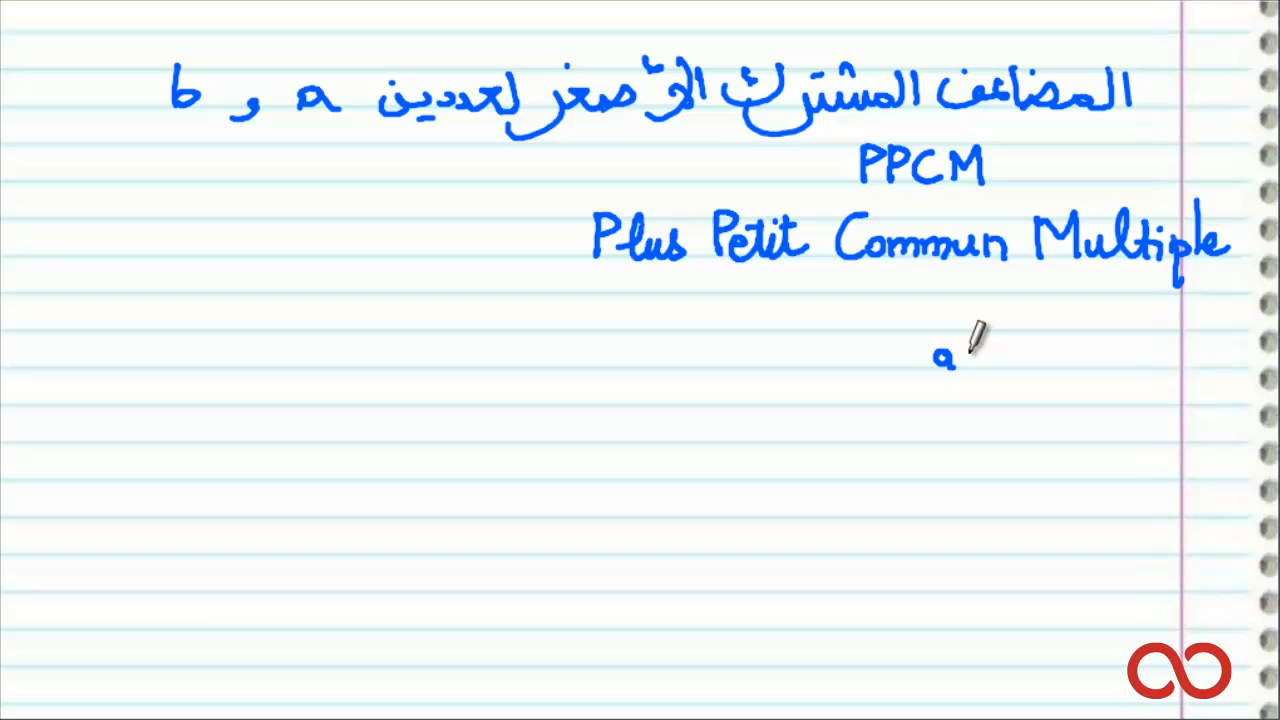 المضاعف المشترك الأصغر لعددين a و b
PPCM
Plus Petit Commun Multiple
a